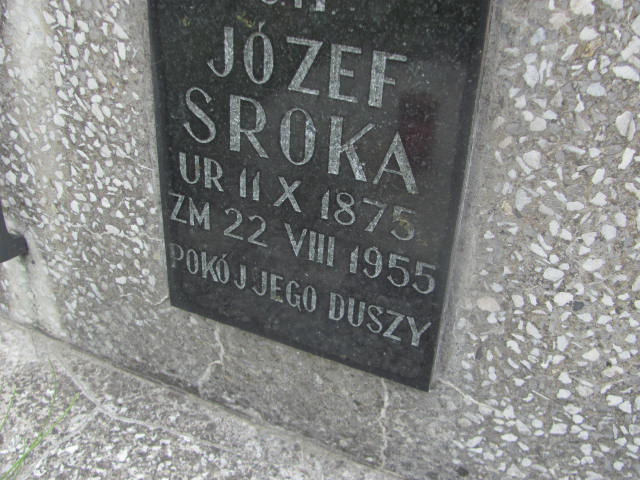 JÓZEF
SROKA
UR 11 X 1875
ZM 22 VIII 1955
POKÓJ JEGO DUSZY